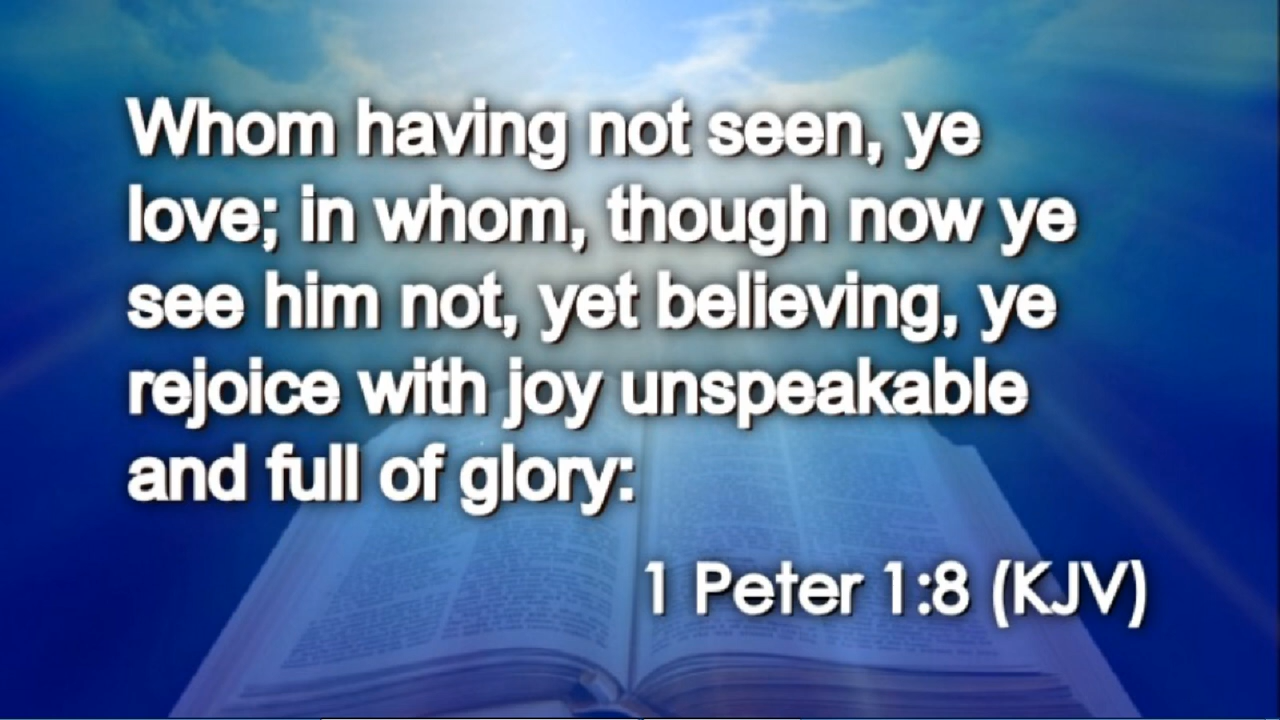 Whom having not seen, ye
love; in whom, though now ye
see him not, yet believing, ye
rejoice with joy unspeakable
and full of glory:
1 Peter 1:8 (KJV)